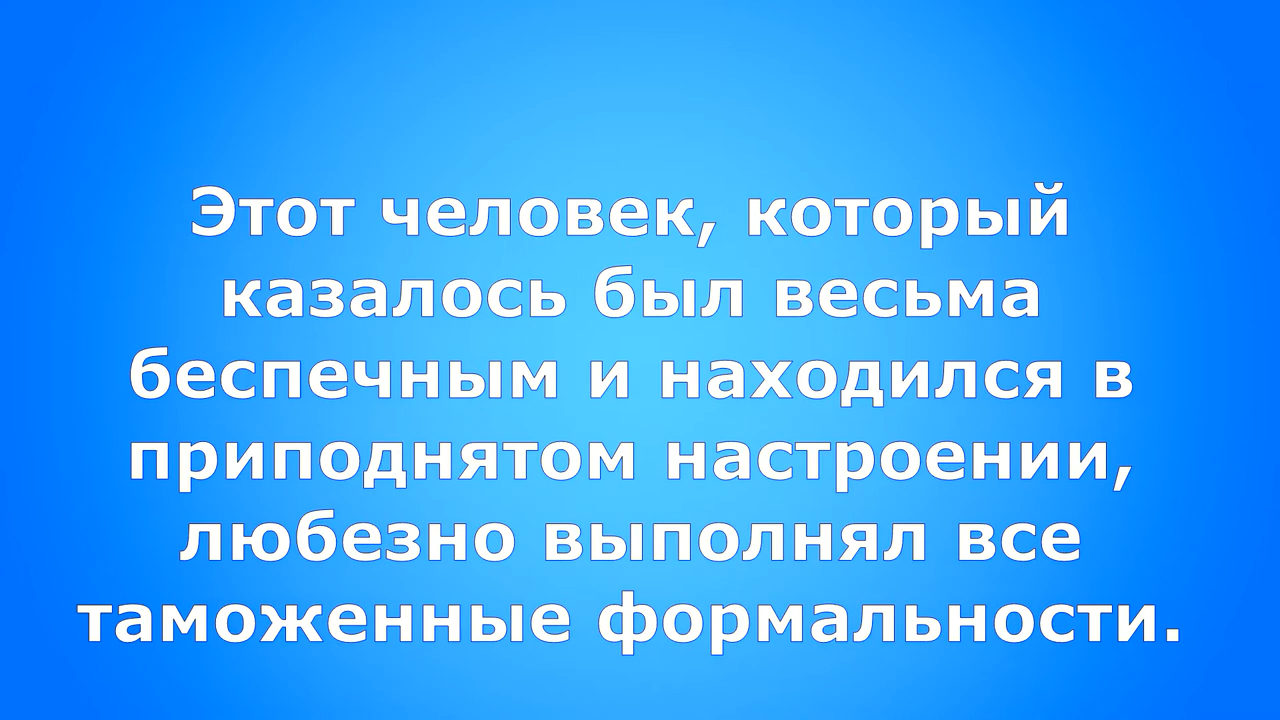 Этот человек, который
казалось был весьма
беспечным и находился в
приподнятом настроении,
любезно выполнял все
таможенные формальности.